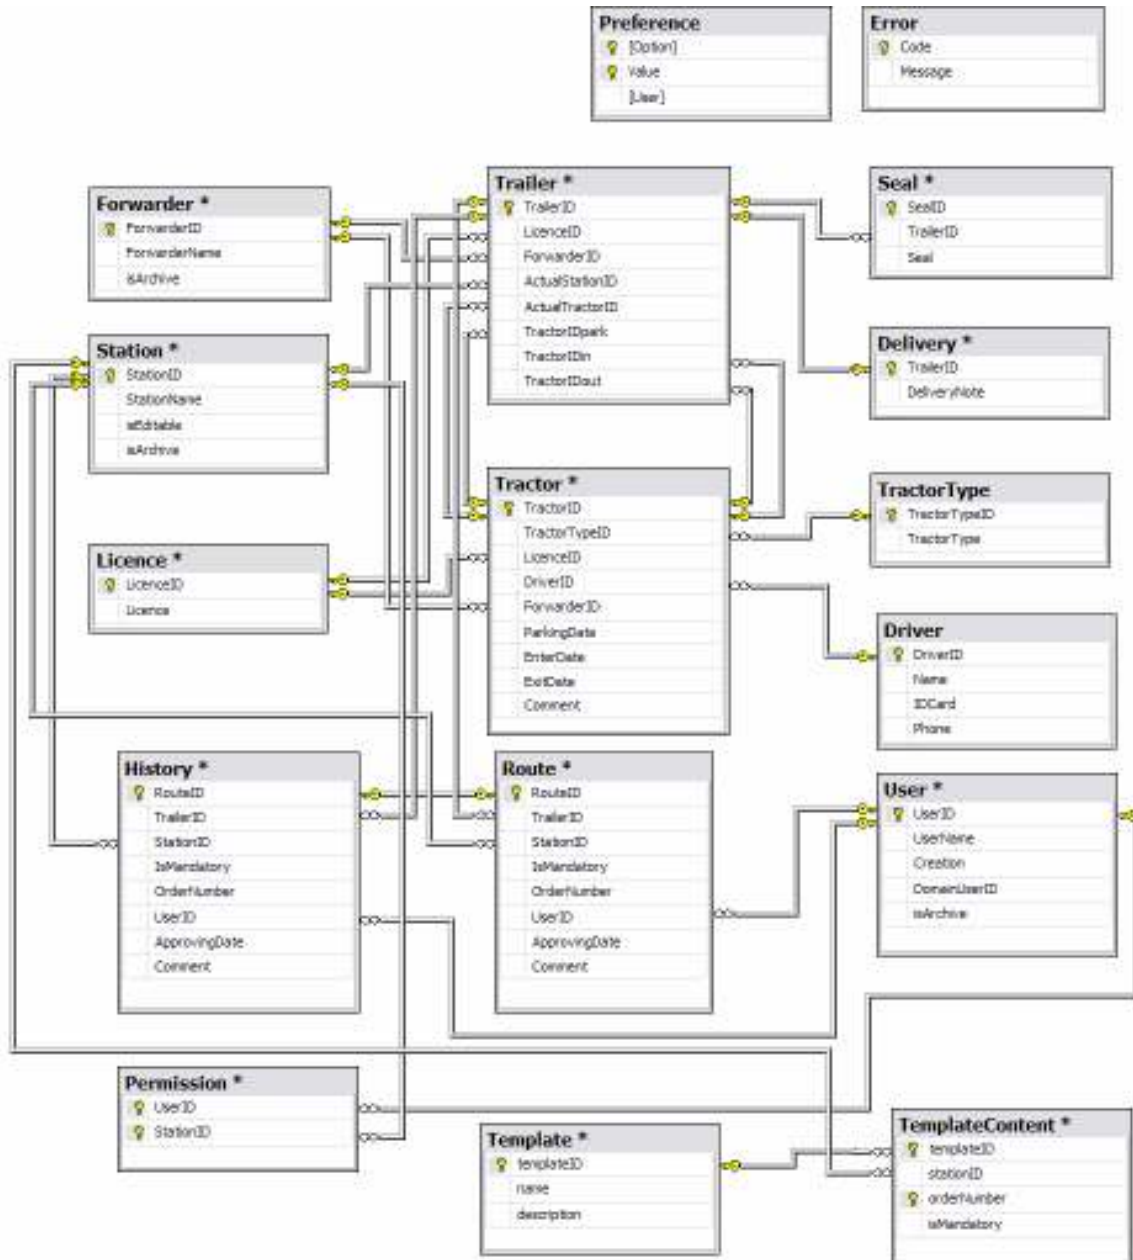 Preference
[Option]
Value
[User]
Error
Code
Message
Forwarder *
ForwarderID
ForwarderName
isArchive
Trailer *
TrailerID
LicenceID
ForwarderID
ActualStationID
ActualTractorID
TractorIDpark
TractorIDin
TractorIDout
Seal *
SealID
TrailerID
Seal
Station *
StationID
StationName
isEditable
isArchive
Delivery *
TrailerID
DeliveryNote
Tractor *
TractorID
TractorTypeID
LicenceID
DriverID
ForwarderID
ParkingDate
EnterDate
ExitDate
Comment
TractorType
TractorTypeID
TractorType
Licence *
LicenceID
Licence
Driver
DriverID
Name
IDCard
Phone
History *
RouteID
TrailerID
StationID
IsMandatory
OrderNumber
UserID
ApprovingDate
Comment
Route *
RouteID
TrailerID
StationID
IsMandatory
OrderNumber
UserID
ApprovingDate
Comment
User *
UserID
UserName
Creation
DomainUserID
isArchive
Permission *
UserID
StationID
Template *
templateID
name
description
TemplateContent *
templateID
stationID
orderNumber
isMandatory